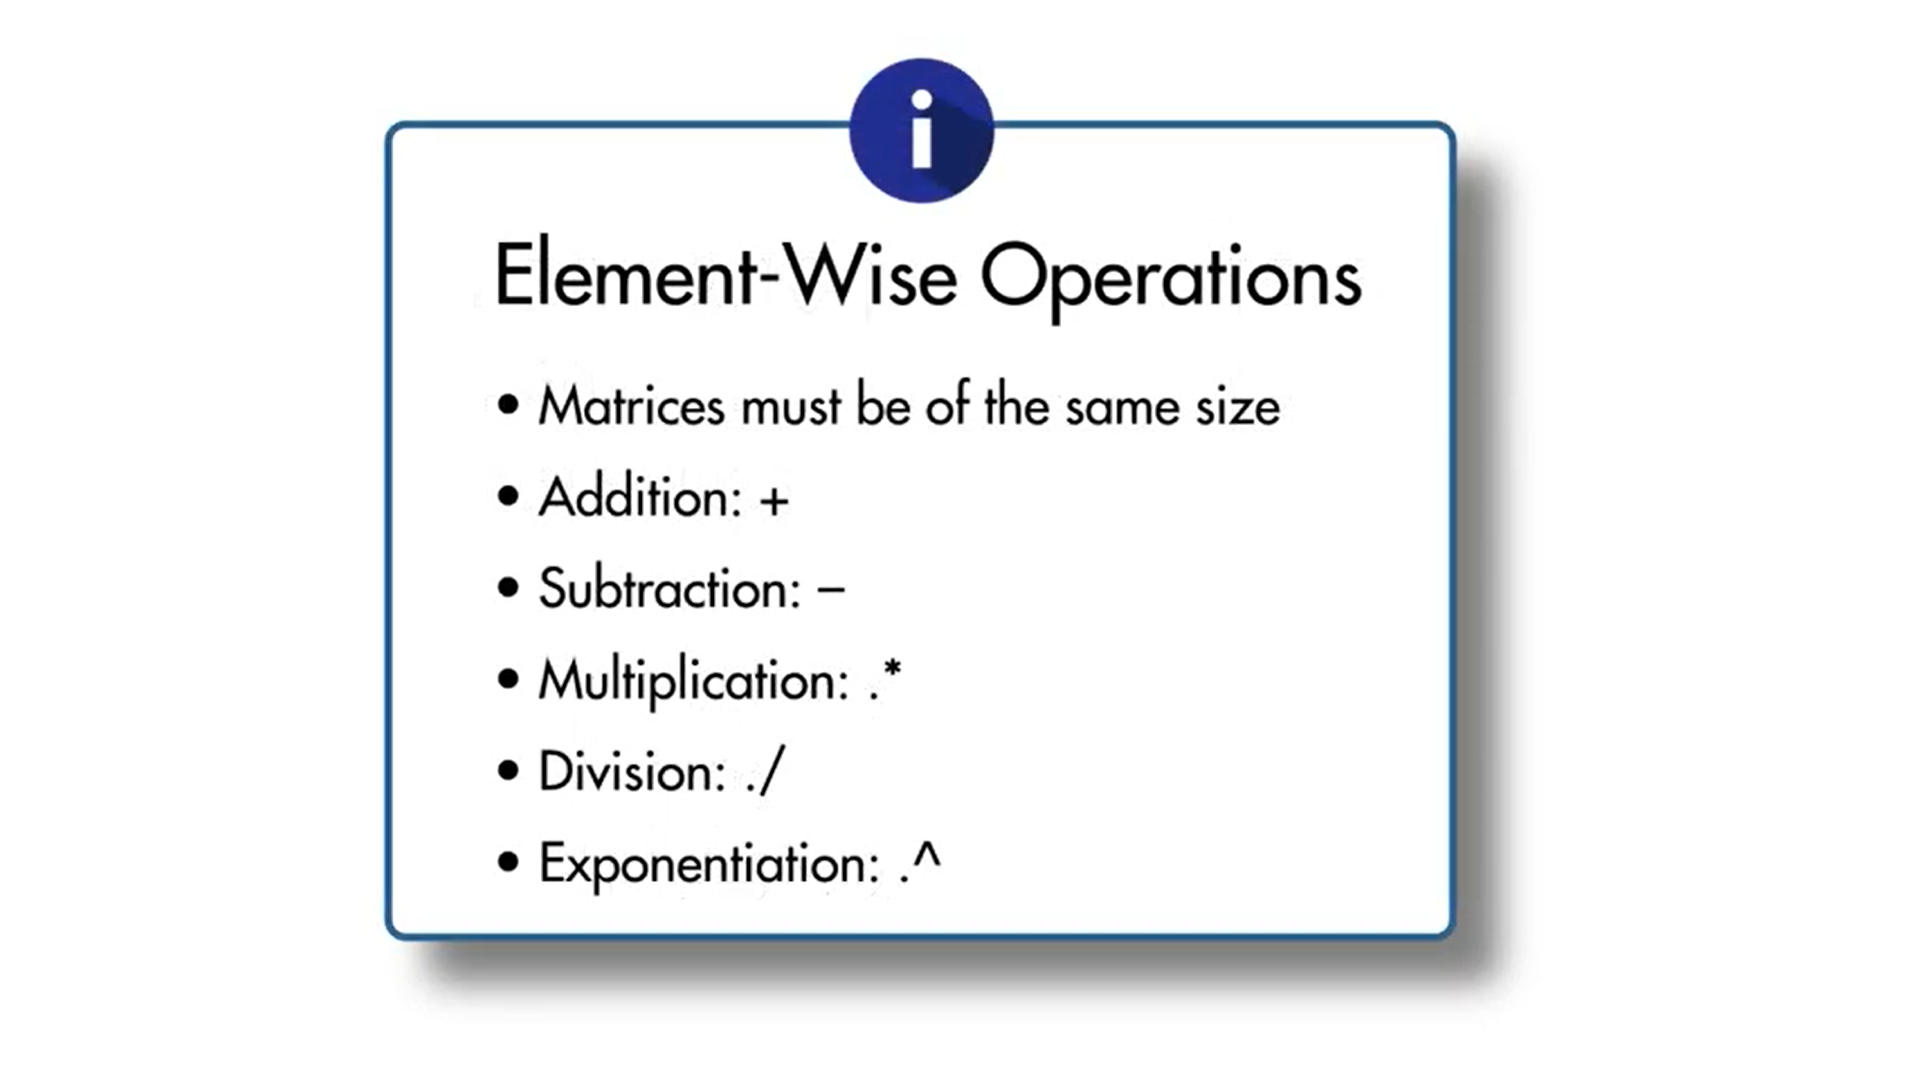 i
Element-Wise Operations
• Matrices must be of the same size
• Addition: +
• Subtraction: –
• Multiplication: .*
• Division: ./
• Exponentiation: .^